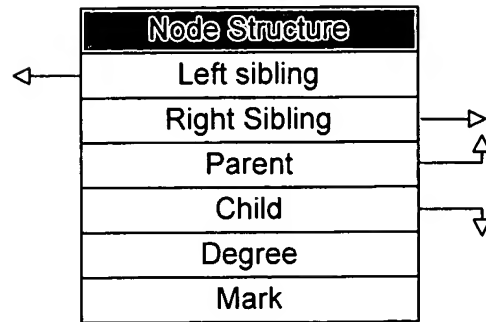 Node Structure
Left sibling
Right Sibling
Parent
Child
Degree
Mark